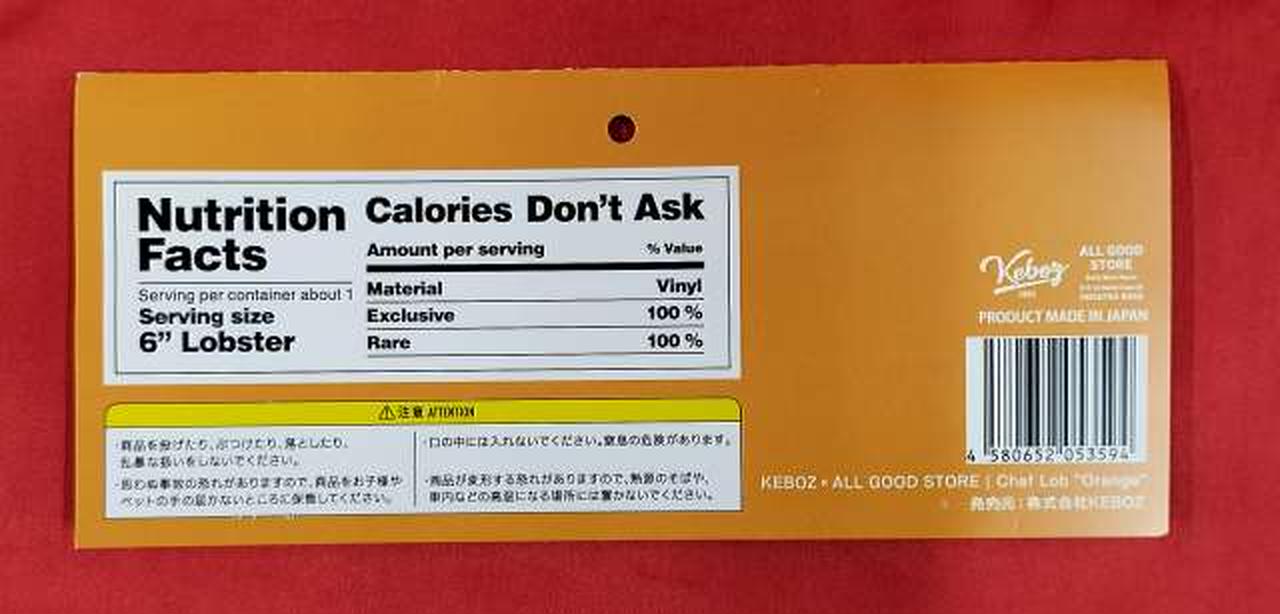 Nutrition
Facts
Serving per container about 1
Serving size
6” Lobster
Calories Don’t Ask
Amount per serving % Value
Material Vinyl
Exclusive 100 %
Rare 100 %
⚠注意 ATTENTION
・商品を投げたり、ぶつけたり、落としたり、
乱暴な扱いをしないでください。
・思わぬ事故の恐れがありますので、商品をお子様や
ペットの手の届かないところに保管してください。
・口の中には入れないでください。窒息の危険があります。
・商品が変形する恐れがありますので、熱源のそばや、
車内などの高温になる場所には置かないでください。
Keboz
ALL GOOD
STORE
PRODUCT MADE IN JAPAN
4 580652 053594
KEBOZ × ALL GOOD STORE | Chef Lob "Orange"
発売元：株式会社KEBOZ